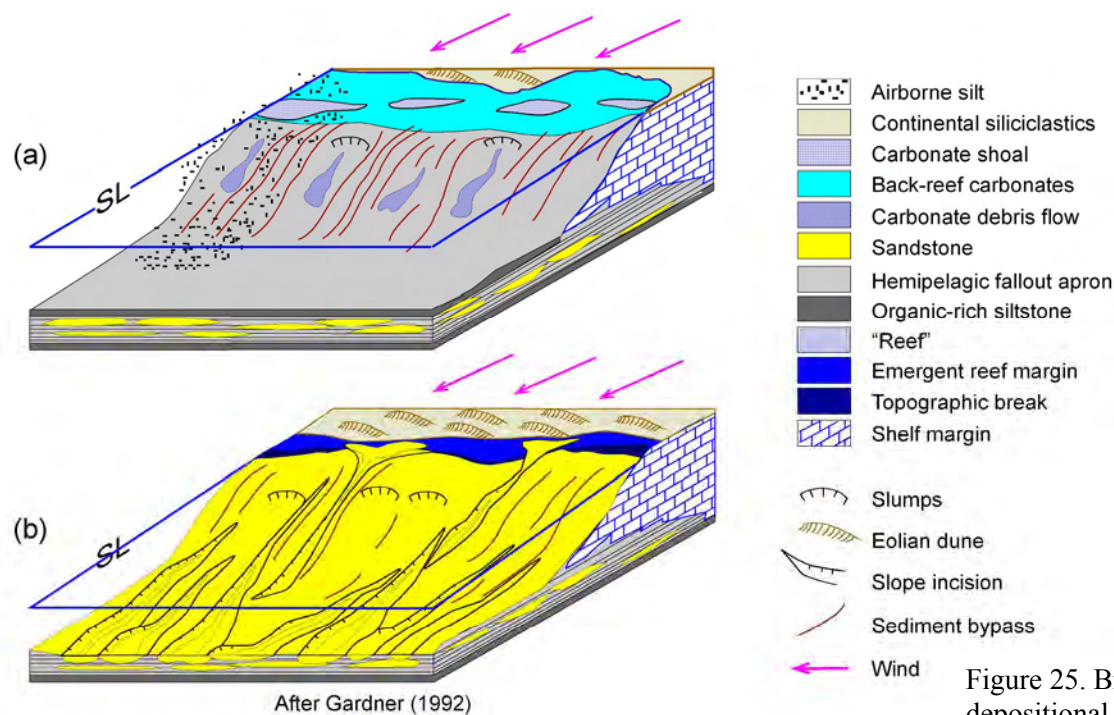 (a)
SL
(b)
SL
After Gardner (1992)
Airborne silt
Continental siliciclastics
Carbonate shoal
Back-reef carbonates
Carbonate debris flow
Sandstone
Hemipelagic fallout apron
Organic-rich siltstone
“Reef”
Emergent reef margin
Topographic break
Shelf margin
Slumps
Eolian dune
Slope incision
Sediment bypass
Wind
Figure 25.
depositional